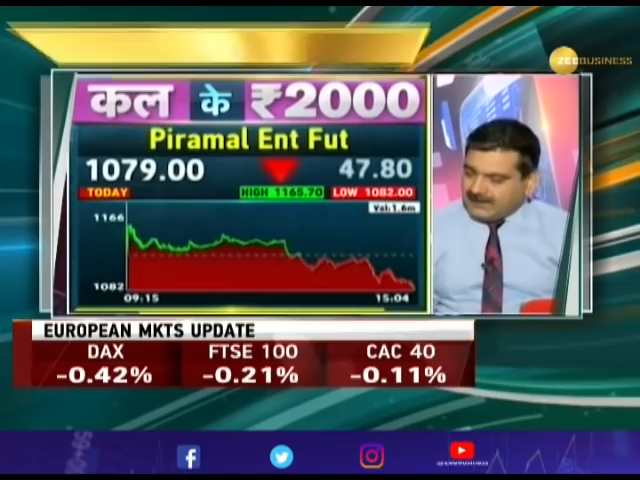 ZEEBUSINESS
कल के ₹2000
Piramal Ent Fut
1079.00 47.80
TODAY HIGH 1165.70 LOW 1082.00
Vol:1.6m
1166
1082
09:15 15:04
EUROPEAN MKTS UPDATE
DAX FTSE 100 CAC 40
-0.42% -0.21% -0.11%